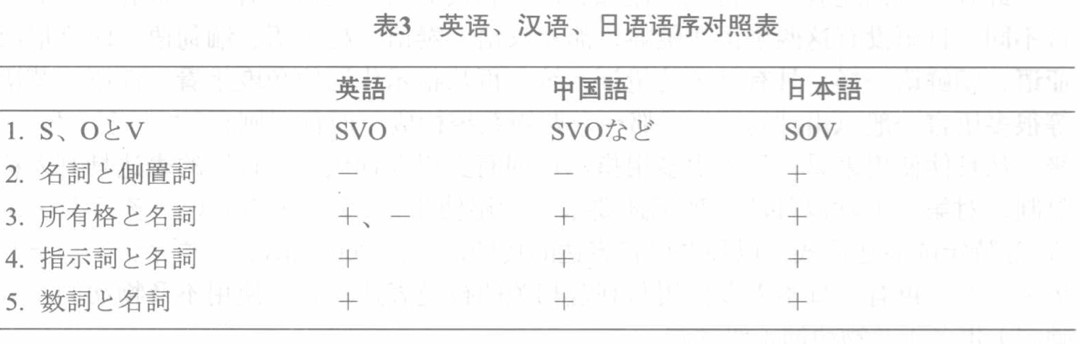 表3 英语、汉语、日语语序对照表
英語 中国語 日本語
1. S、OとV SVO SVOなど SOV
2. 名詞と側置詞 － － ＋
3. 所有格と名詞 ＋、－ ＋ ＋
4. 指示詞と名詞 ＋ ＋ ＋
5. 数詞と名詞 ＋ ＋ ＋